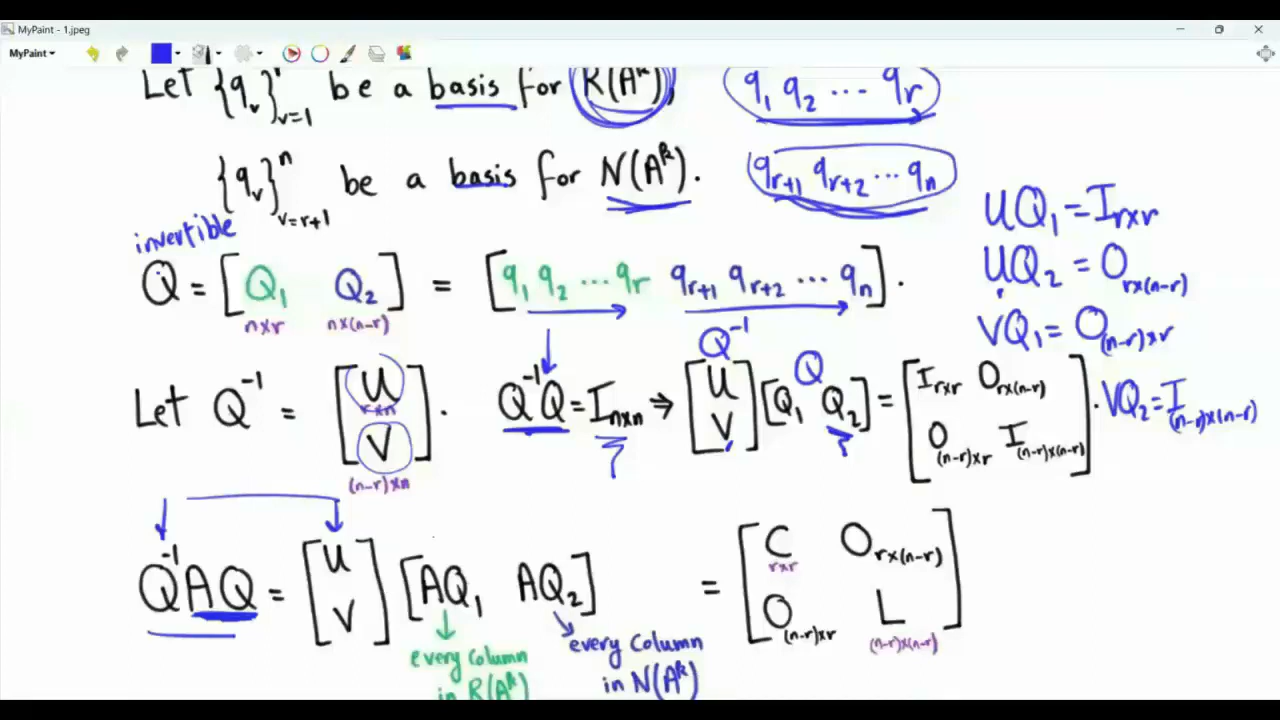 MyPaint - 1.jpeg
MyPaint
Let {q_v}_{v=1}^r be a basis for R(A^k), q_1 q_2 ... q_r
{q_v}_{v=r+1}^n be a basis for N(A^k). q_{r+1} q_{r+2} ... q_n
UQ_1 = I_{r×r}
invertible
UQ_2 = O_{r×(n-r)}
Q = [Q_1 Q_2] = [q_1 q_2 ... q_r q_{r+1} q_{r+2} ... q_n].
n×r n×(n-r)
VQ_1 = O_{(n-r)×r}
Q^{-1} Q
Let Q^{-1} = [U r×n V (n-r)×n]. Q^{-1}Q = I_{n×n} ⇒ [U V] [Q_1 Q_2] = [I_{r×r} O_{r×(n-r)} O_{(n-r)×r} I_{(n-r)×(n-r)}]. VQ_2 = I_{(n-r)×(n-r)}
Q^{-1}AQ = [U V] [AQ_1 AQ_2] = [C r×r O_{r×(n-r)} O_{(n-r)×r} L (n-r)×(n-r)]
every column in R(A^k)
every column in N(A^k)